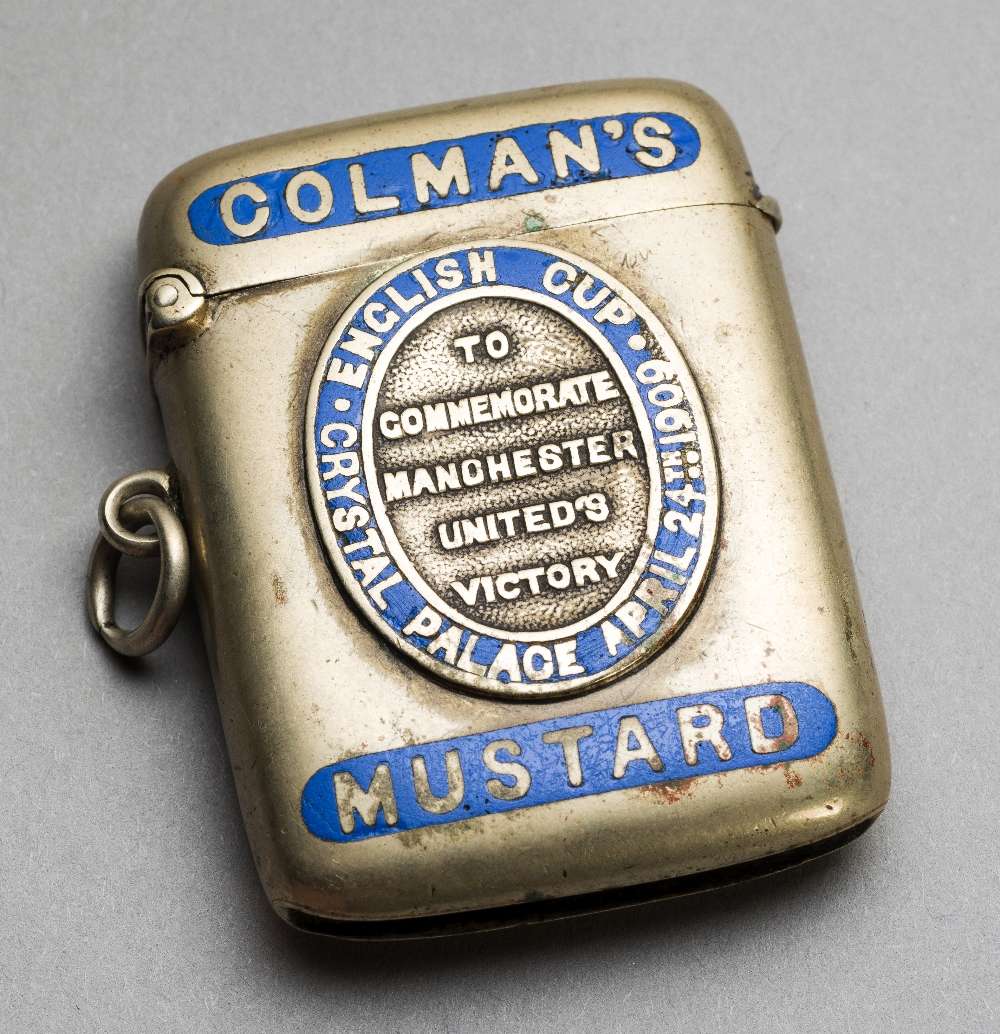 COLMAN'S
ENGLISH CUP · CRYSTAL PALACE APRIL 24TH 1909 ·
TO
COMMEMORATE
MANCHESTER
UNITED'S
VICTORY
MUSTARD